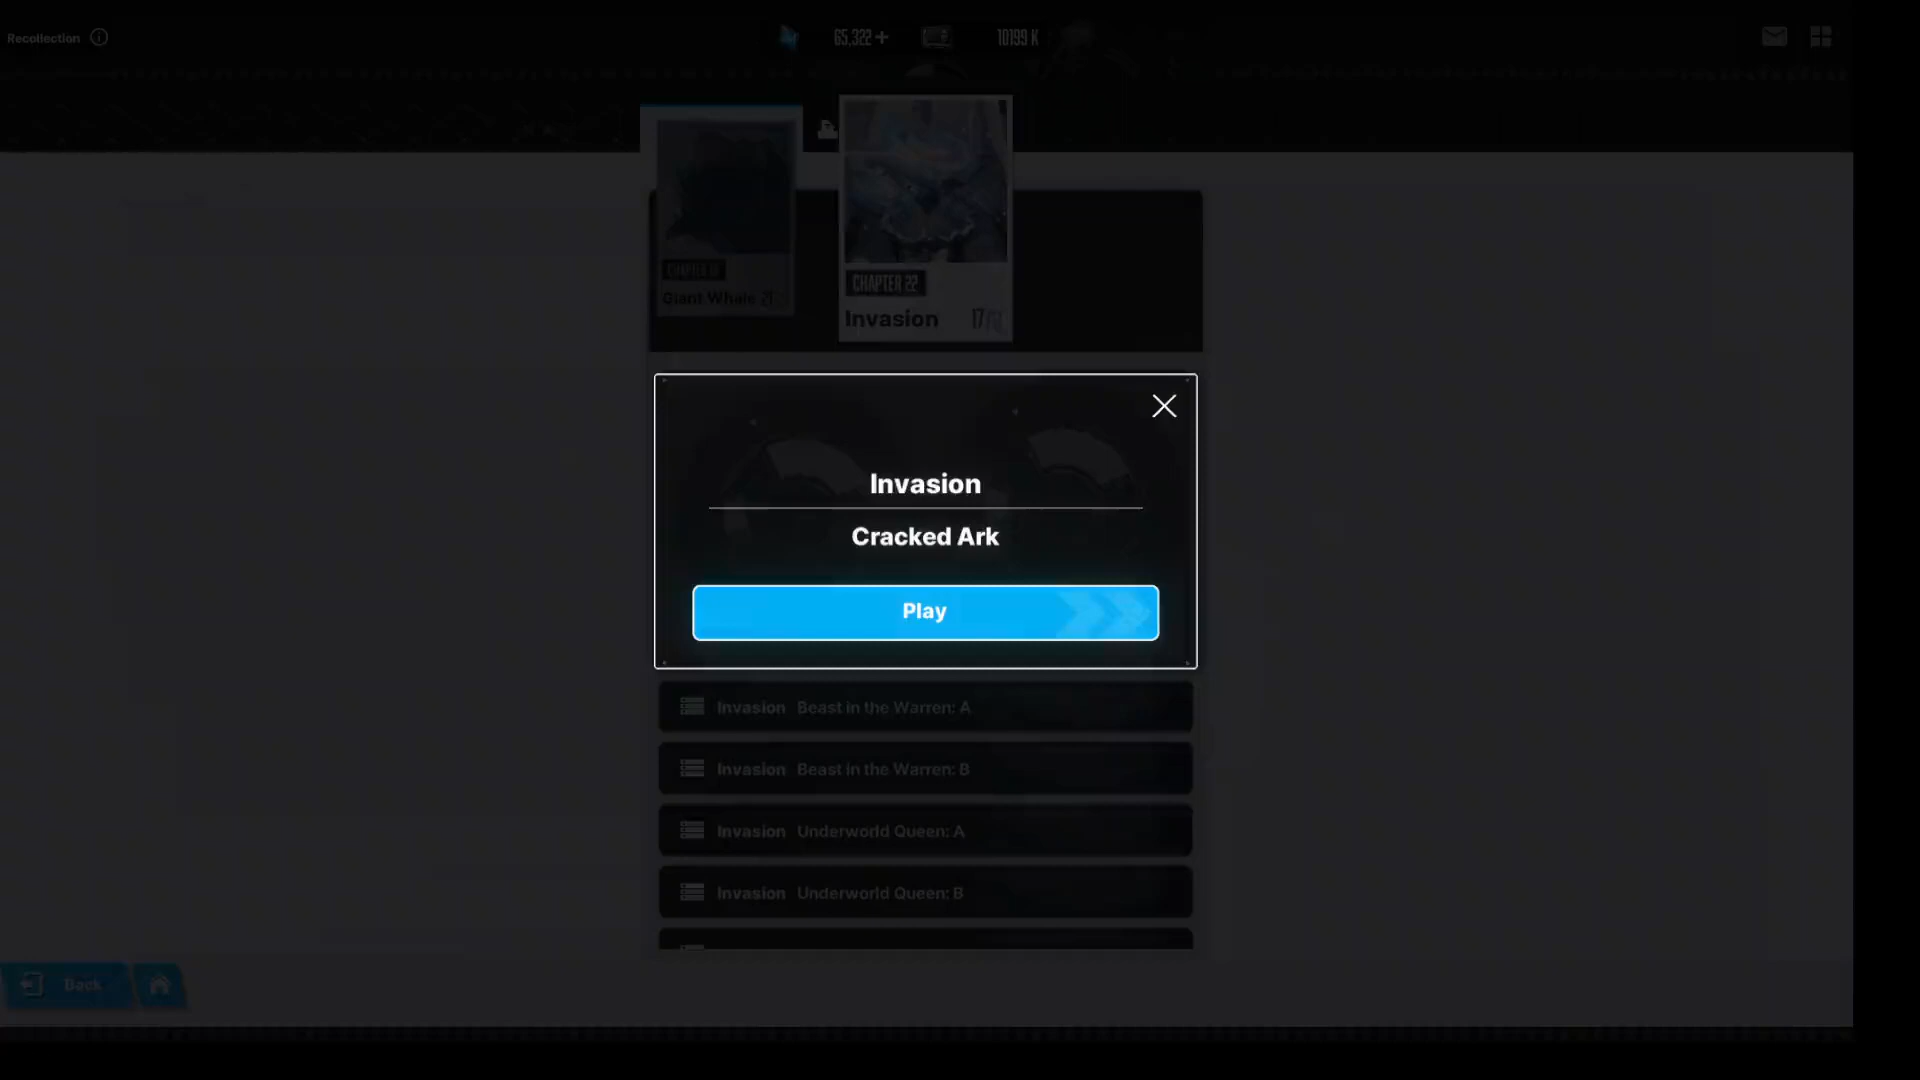 Recollection
65,322
10199 K
CHAPTER 22
Giant Whale
Invasion 17
Invasion
Cracked Ark
Play
Invasion Beast in the Warren: A
Invasion Beast in the Warren: B
Invasion Underworld Queen: A
Invasion Underworld Queen: B
Back